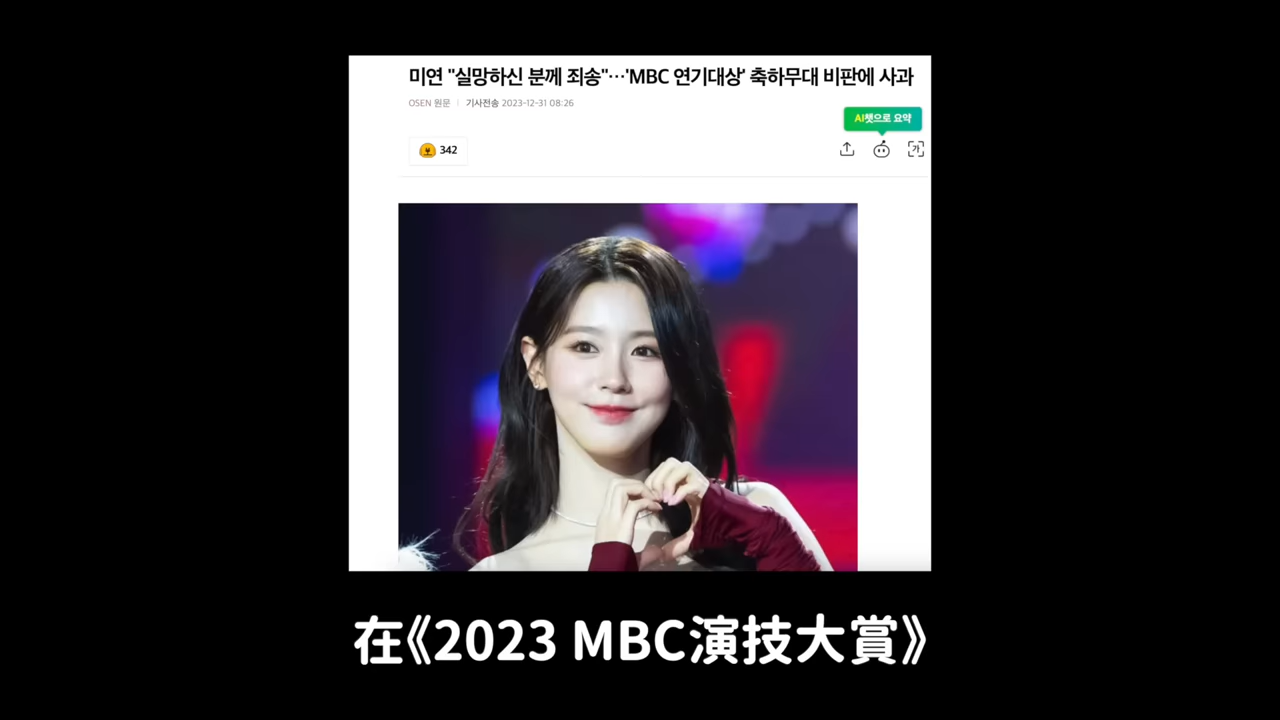 미연 "실망하신 분께 죄송"…'MBC 연기대상' 축하무대 비판에 사과
OSEN 원문 | 기사전송 2023-12-31 08:26
AI챗으로 요약
342
가
在《2023 MBC演技大賞》